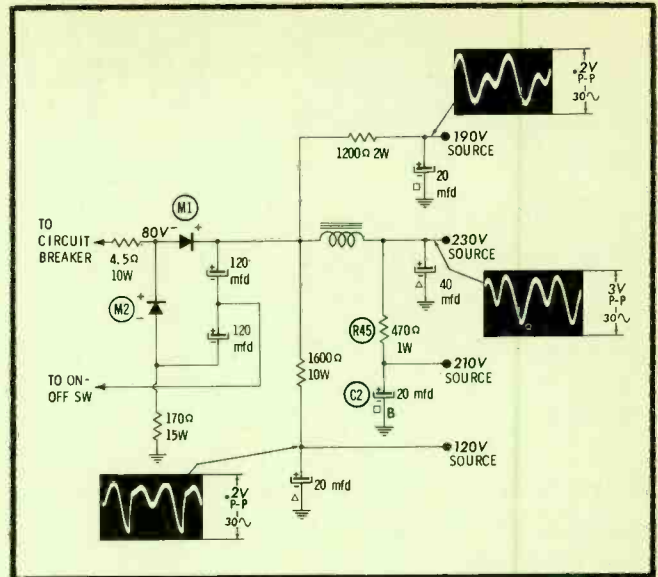 .2V
P-P
30∿
190V
SOURCE
1200Ω 2W
20
mfd
M1
TO
CIRCUIT
BREAKER
80V-
+
4.5Ω
10W
120
mfd
230V
SOURCE
40
mfd
3V
P-P
30∿
M2
+
-
120
mfd
R45
470Ω
1W
TO ON-
OFF SW
1600Ω
10W
210V
SOURCE
C2
20 mfd
B
170Ω
15W
120V
SOURCE
20 mfd
.2V
P-P
30∿